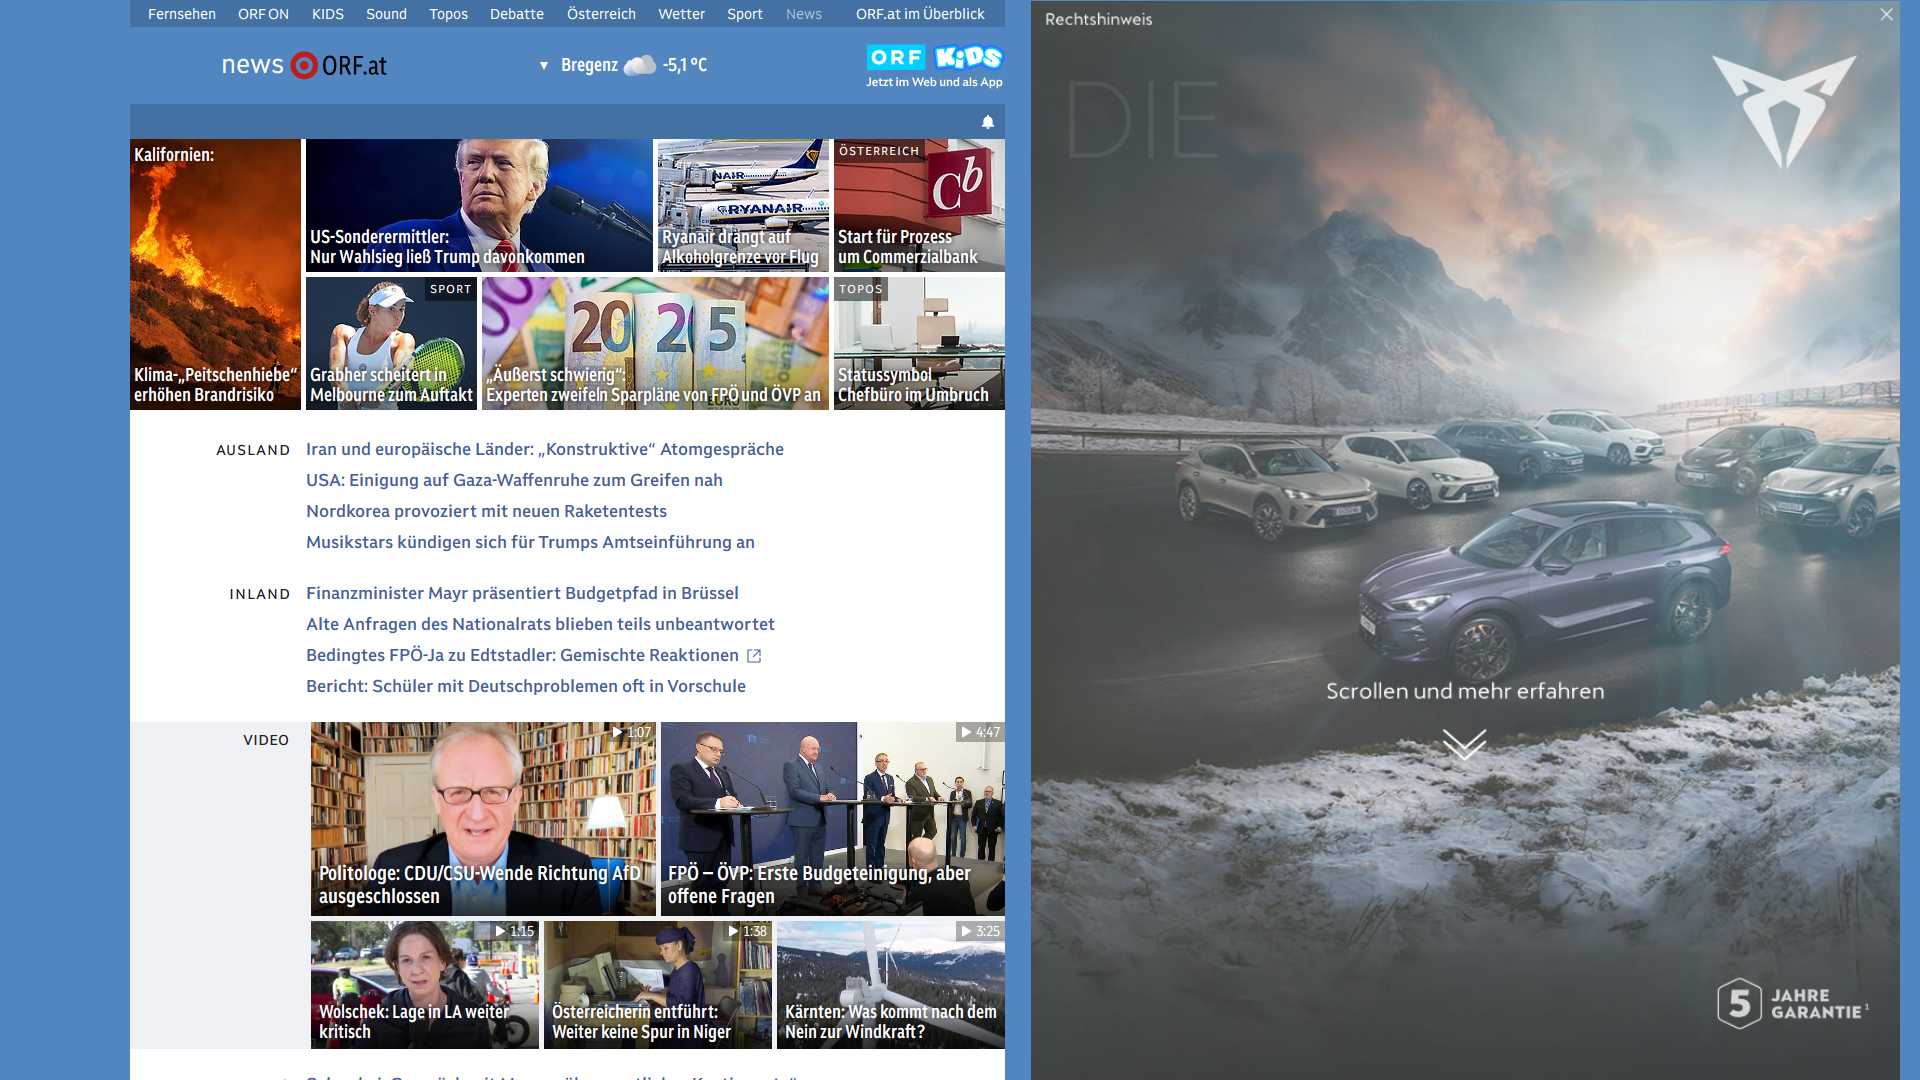 Fernsehen ORF ON KIDS Sound Topos Debatte Österreich Wetter Sport News ORF.at im Überblick
news ORF.at
▼ Bregenz -5,1 °C
ORF KiDS
Jetzt im Web und als App
Kalifornien:
Klima-„Peitschenhiebe“
erhöhen Brandrisiko
US-Sonderermittler:
Nur Wahlsieg ließ Trump davonkommen
RYANAIR
Ryanair drängt auf
Alkoholgrenze vor Flug
ÖSTERREICH
Cb
Start für Prozess
um Commerzialbank
SPORT
Grabher scheitert in
Melbourne zum Auftakt
2025
„Äußerst schwierig“:
Experten zweifeln Sparpläne von FPÖ und ÖVP an
TOPOS
Statussymbol
Chefbüro im Umbruch
AUSLAND
Iran und europäische Länder: „Konstruktive“ Atomgespräche
USA: Einigung auf Gaza-Waffenruhe zum Greifen nah
Nordkorea provoziert mit neuen Raketentests
Musikstars kündigen sich für Trumps Amtseinführung an
INLAND
Finanzminister Mayr präsentiert Budgetpfad in Brüssel
Alte Anfragen des Nationalrats blieben teils unbeantwortet
Bedingtes FPÖ-Ja zu Edtstadler: Gemischte Reaktionen
Bericht: Schüler mit Deutschproblemen oft in Vorschule
VIDEO
1:07
Politologe: CDU/CSU-Wende Richtung AfD
ausgeschlossen
4:47
FPÖ – ÖVP: Erste Budgeteinigung, aber
offene Fragen
1:15
Wolschek: Lage in LA weiter
kritisch
1:38
Österreicherin entführt:
Weiter keine Spur in Niger
3:25
Kärnten: Was kommt nach dem
Nein zur Windkraft?
Rechtshinweis
DIE
Scrollen und mehr erfahren
5 JAHRE
GARANTIE¹